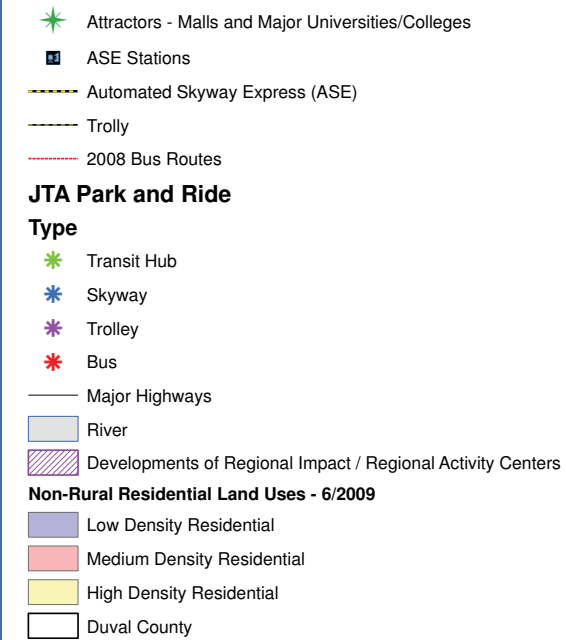 Attractors - Malls and Major Universities/Colleges
ASE Stations
Automated Skyway Express (ASE)
Trolly
2008 Bus Routes
JTA Park and Ride
Type
Transit Hub
Skyway
Trolley
Bus
Major Highways
River
Developments of Regional Impact / Regional Activity Centers
Non-Rural Residential Land Uses - 6/2009
Low Density Residential
Medium Density Residential
High Density Residential
Duval County